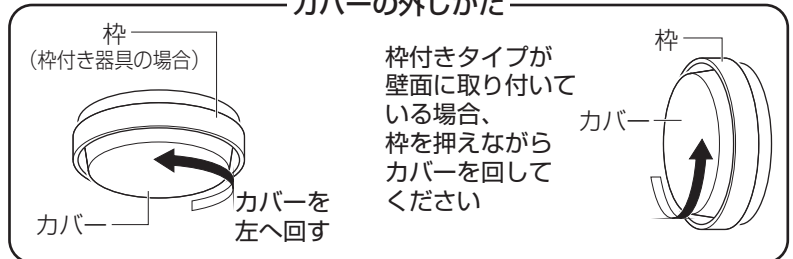 カバーの外しかた
枠
（枠付き器具の場合）
カバー
カバーを
左へ回す
枠付きタイプが
壁面に取り付いて
いる場合、
枠を押えながら
カバーを回して
ください
枠
カバー